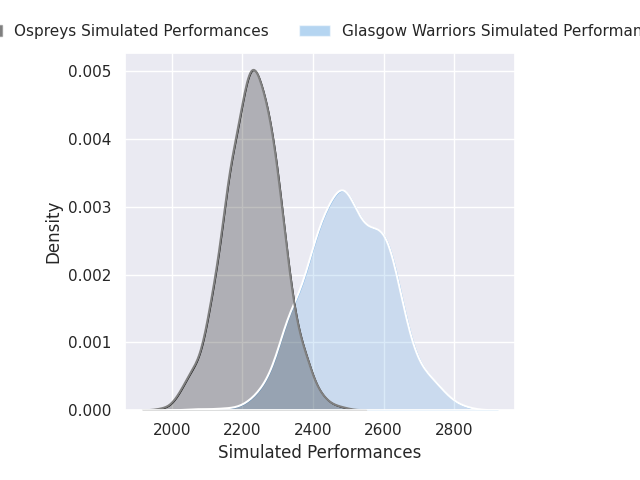 Ospreys Simulated Performances
Glasgow Warriors Simulated
0.005
0.004
0.003
0.002
0.001
0.000
Density
2000 2200 2400 2600 2800
Simulated Performances